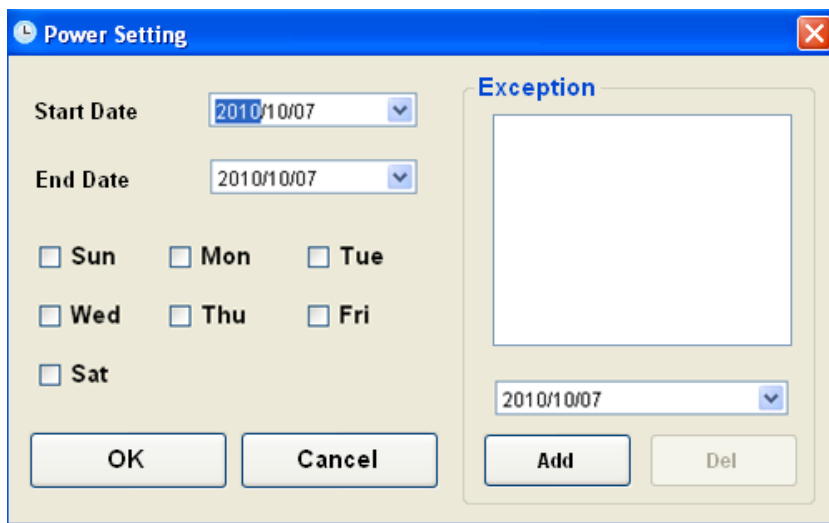 Power Setting
Start Date 2010/10/07
End Date 2010/10/07
Sun Mon Tue
Wed Thu Fri
Sat
OK Cancel
Exception
2010/10/07
Add Del